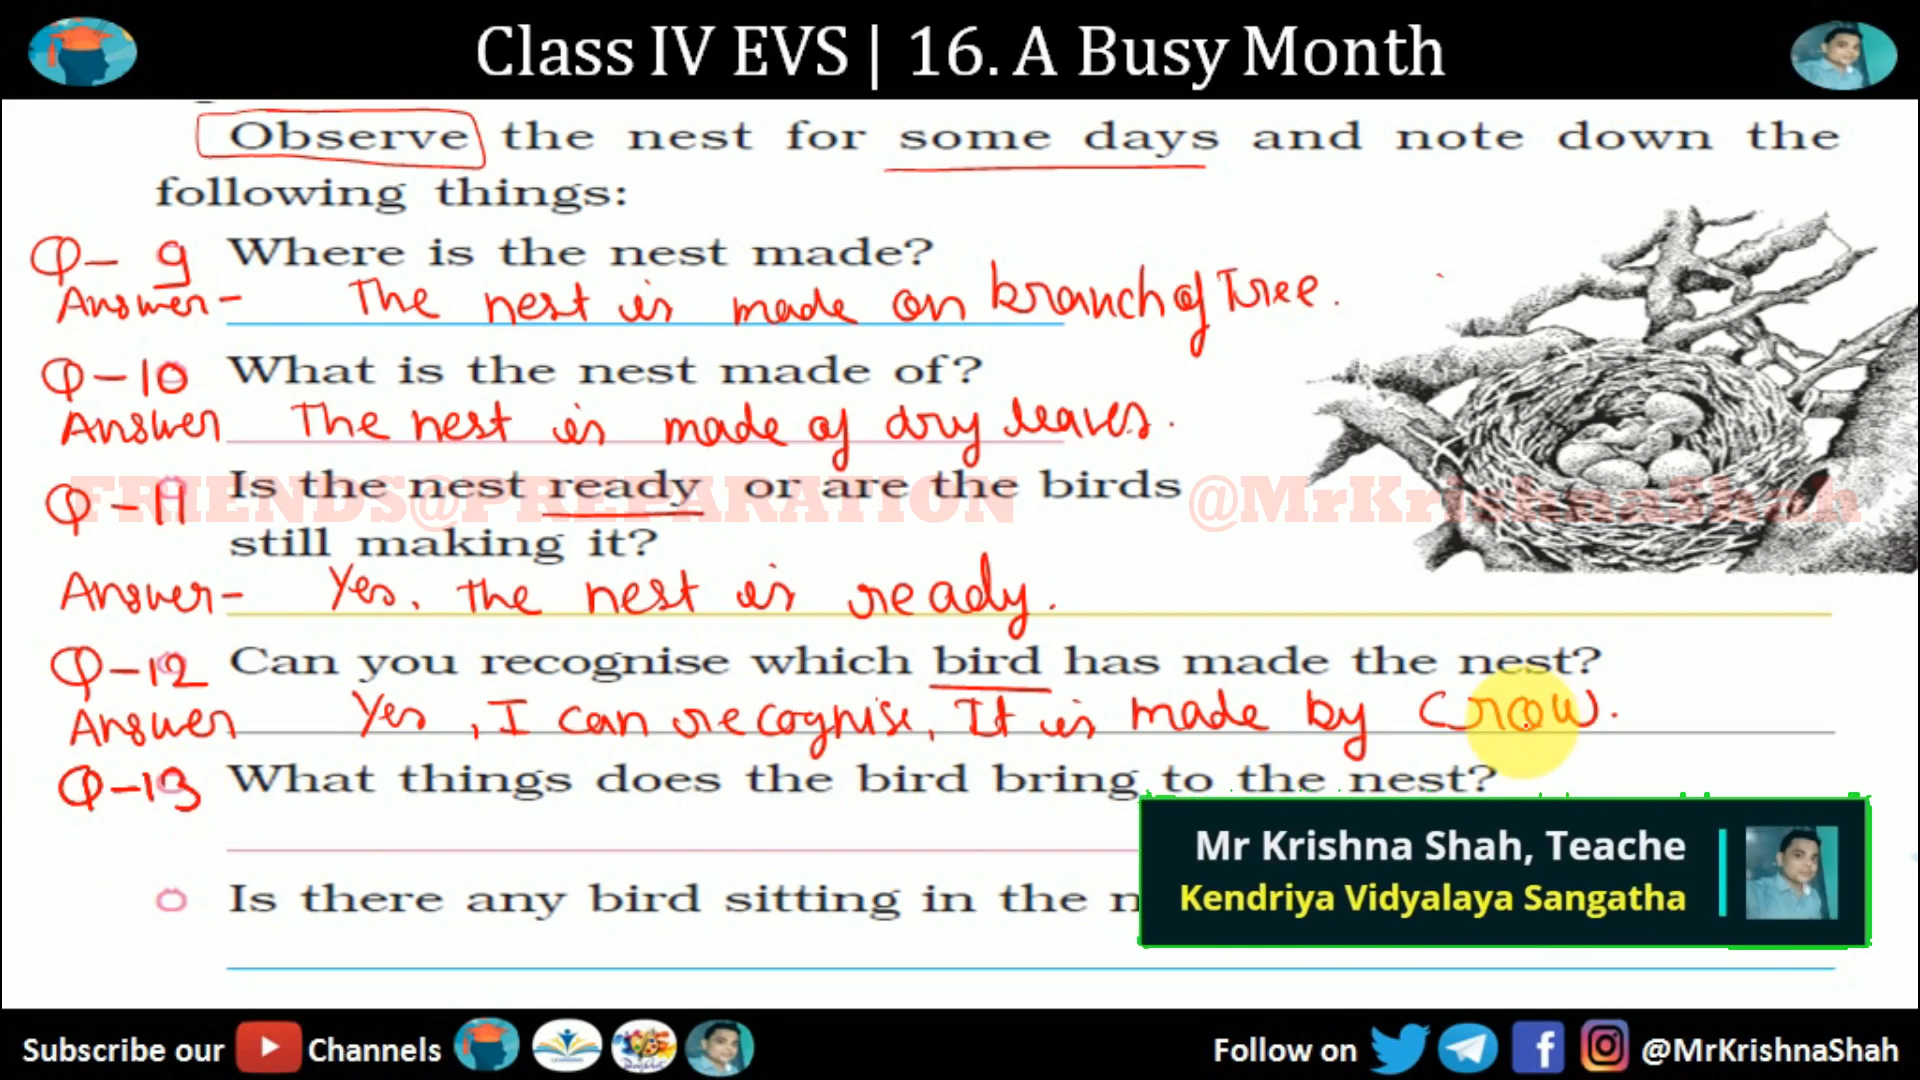 Class IV EVS | 16. A Busy Month
Observe the nest for some days and note down the
following things:
Q-9 Where is the nest made?
Answer- The nest is made on branch of Tree.
Q-10 What is the nest made of?
Answer The nest is made of dry leaves.
FRIENDS@PREPARATION @MrKrishnaShah
Q-11 Is the nest ready or are the birds
still making it?
Answer- Yes, the nest is ready.
Q-12 Can you recognise which bird has made the nest?
Answer Yes, I can recognise, It is made by Crow.
Q-13 What things does the bird bring to the nest?
Mr Krishna Shah, Teache
Kendriya Vidyalaya Sangatha
Is there any bird sitting in the
Subscribe our Channels Follow on @MrKrishnaShah